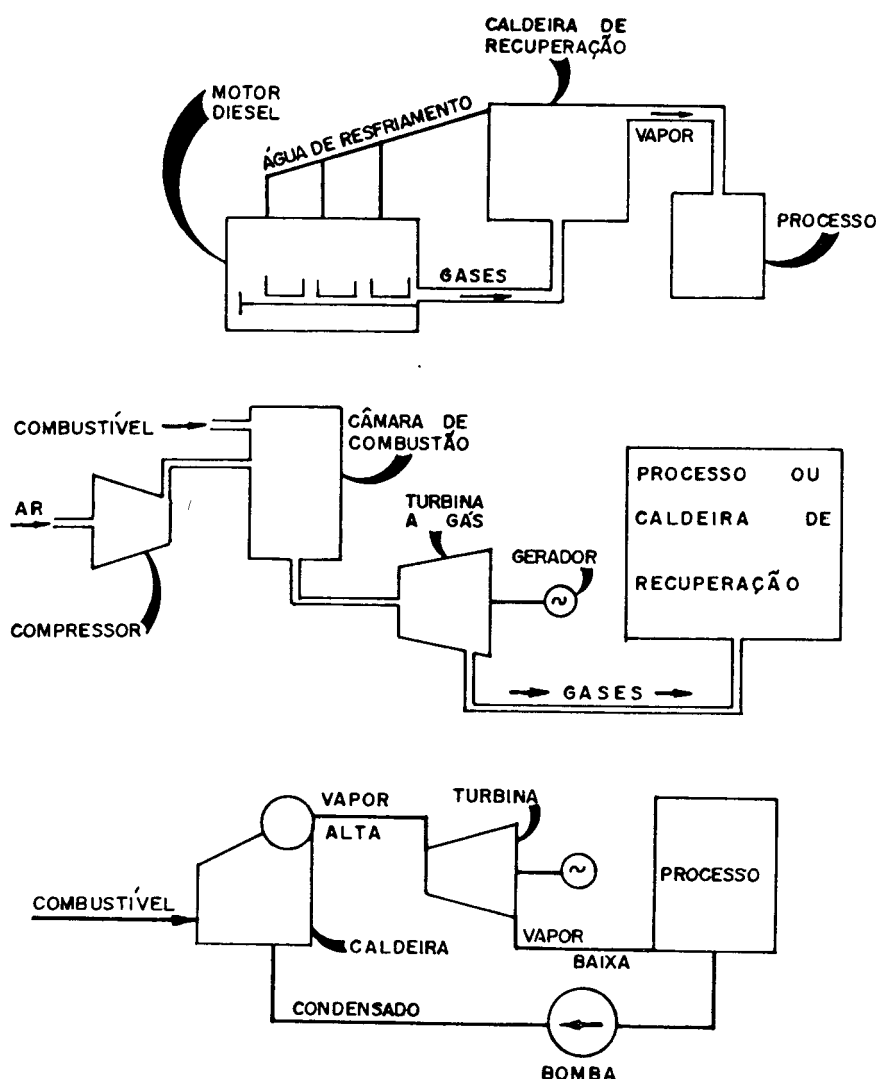 CALDEIRA DE
RECUPERAÇÃO
MOTOR
DIESEL
ÁGUA DE RESFRIAMENTO
VAPOR
PROCESSO
GASES
COMBUSTÍVEL
CÂMARA DE
COMBUSTÃO
AR
TURBINA
A GÁS
GERADOR
COMPRESSOR
PROCESSO OU
CALDEIRA DE
RECUPERAÇÃO
GASES
VAPOR
ALTA
TURBINA
COMBUSTÍVEL
PROCESSO
CALDEIRA
VAPOR
BAIXA
CONDENSADO
BOMBA